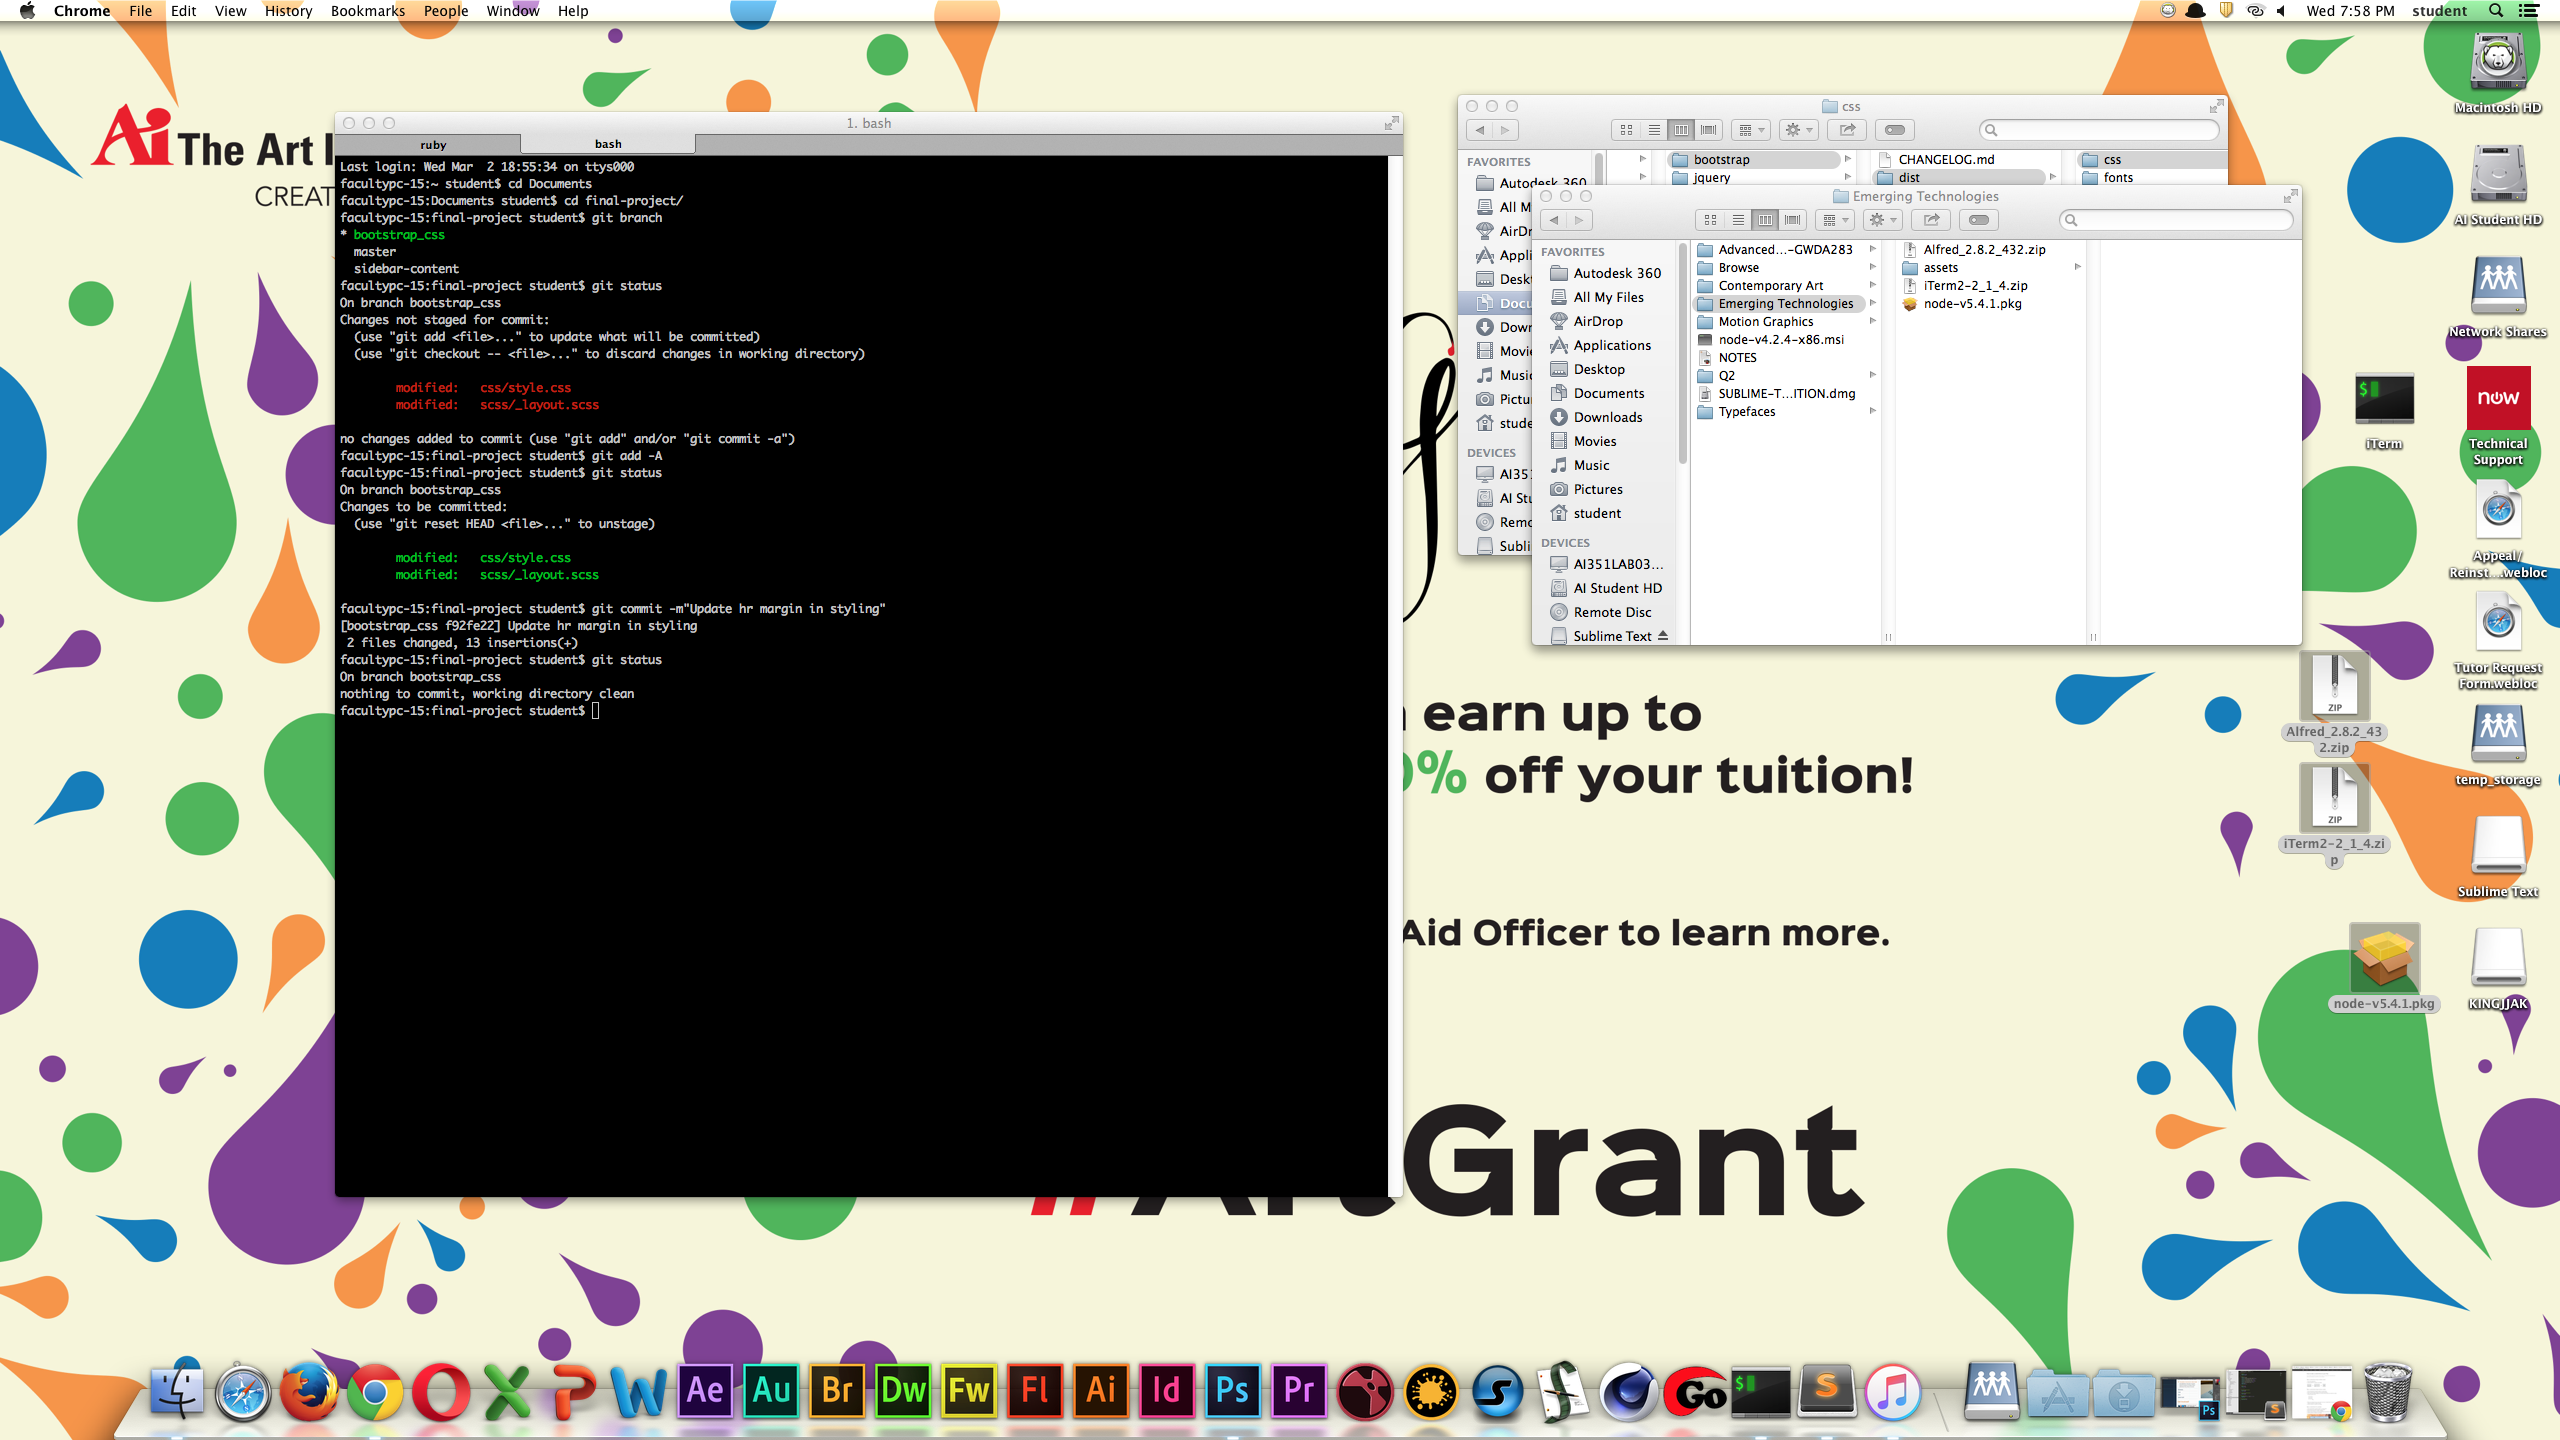 Chrome File Edit View History Bookmarks People Window Help
Wed 7:58 PM student
Ai The Art I
CREAT
1. bash
ruby
bash
Last login: Wed Mar  2 18:55:34 on ttys000
facultypc-15:~ student$ cd Documents
facultypc-15:Documents student$ cd final-project/
facultypc-15:final-project student$ git branch
* bootstrap_css
master
sidebar-content
facultypc-15:final-project student$ git status
On branch bootstrap_css
Changes not staged for commit:
(use "git add <file>..." to update what will be committed)
(use "git checkout -- <file>..." to discard changes in working directory)
modified:   css/style.css
modified:   scss/_layout.scss
no changes added to commit (use "git add" and/or "git commit -a")
facultypc-15:final-project student$ git add -A
facultypc-15:final-project student$ git status
On branch bootstrap_css
Changes to be committed:
(use "git reset HEAD <file>..." to unstage)
modified:   css/style.css
modified:   scss/_layout.scss
facultypc-15:final-project student$ git commit -m"Update hr margin in styling"
[bootstrap_css f92fe22] Update hr margin in styling
2 files changed, 13 insertions(+)
facultypc-15:final-project student$ git status
On branch bootstrap_css
nothing to commit, working directory clean
facultypc-15:final-project student$
css
FAVORITES
Autodesk 360
All M
AirDr
Appli
Desk
Docu
Down
Movie
Music
Pictu
stude
DEVICES
AI351
AI Stu
Remo
Subli
bootstrap
jquery
CHANGELOG.md
dist
css
fonts
Emerging Technologies
FAVORITES
Autodesk 360
All My Files
AirDrop
Applications
Desktop
Documents
Downloads
Movies
Music
Pictures
student
DEVICES
AI351LAB03...
AI Student HD
Remote Disc
Sublime Text
Advanced...-GWDA283
Browse
Contemporary Art
Emerging Technologies
Motion Graphics
node-v4.2.4-x86.msi
NOTES
Q2
SUBLIME-T...ITION.dmg
Typefaces
Alfred_2.8.2_432.zip
assets
iTerm2-2_1_4.zip
node-v5.4.1.pkg
earn up to
0% off your tuition!
Aid Officer to learn more.
#ArtGrant
Macintosh HD
AI Student HD
Network Shares
$
iTerm
now
Technical
Support
Appeal/
Reinst...webloc
Tutor Request
Form.webloc
ZIP
Alfred_2.8.2_43
2.zip
temp_storage
ZIP
iTerm2-2_1_4.zi
p
Sublime Text
node-v5.4.1.pkg
KINGJJAK
Ae Au Br Dw Fw Fl Ai Id Ps Pr
Go
$
S
Ps
S